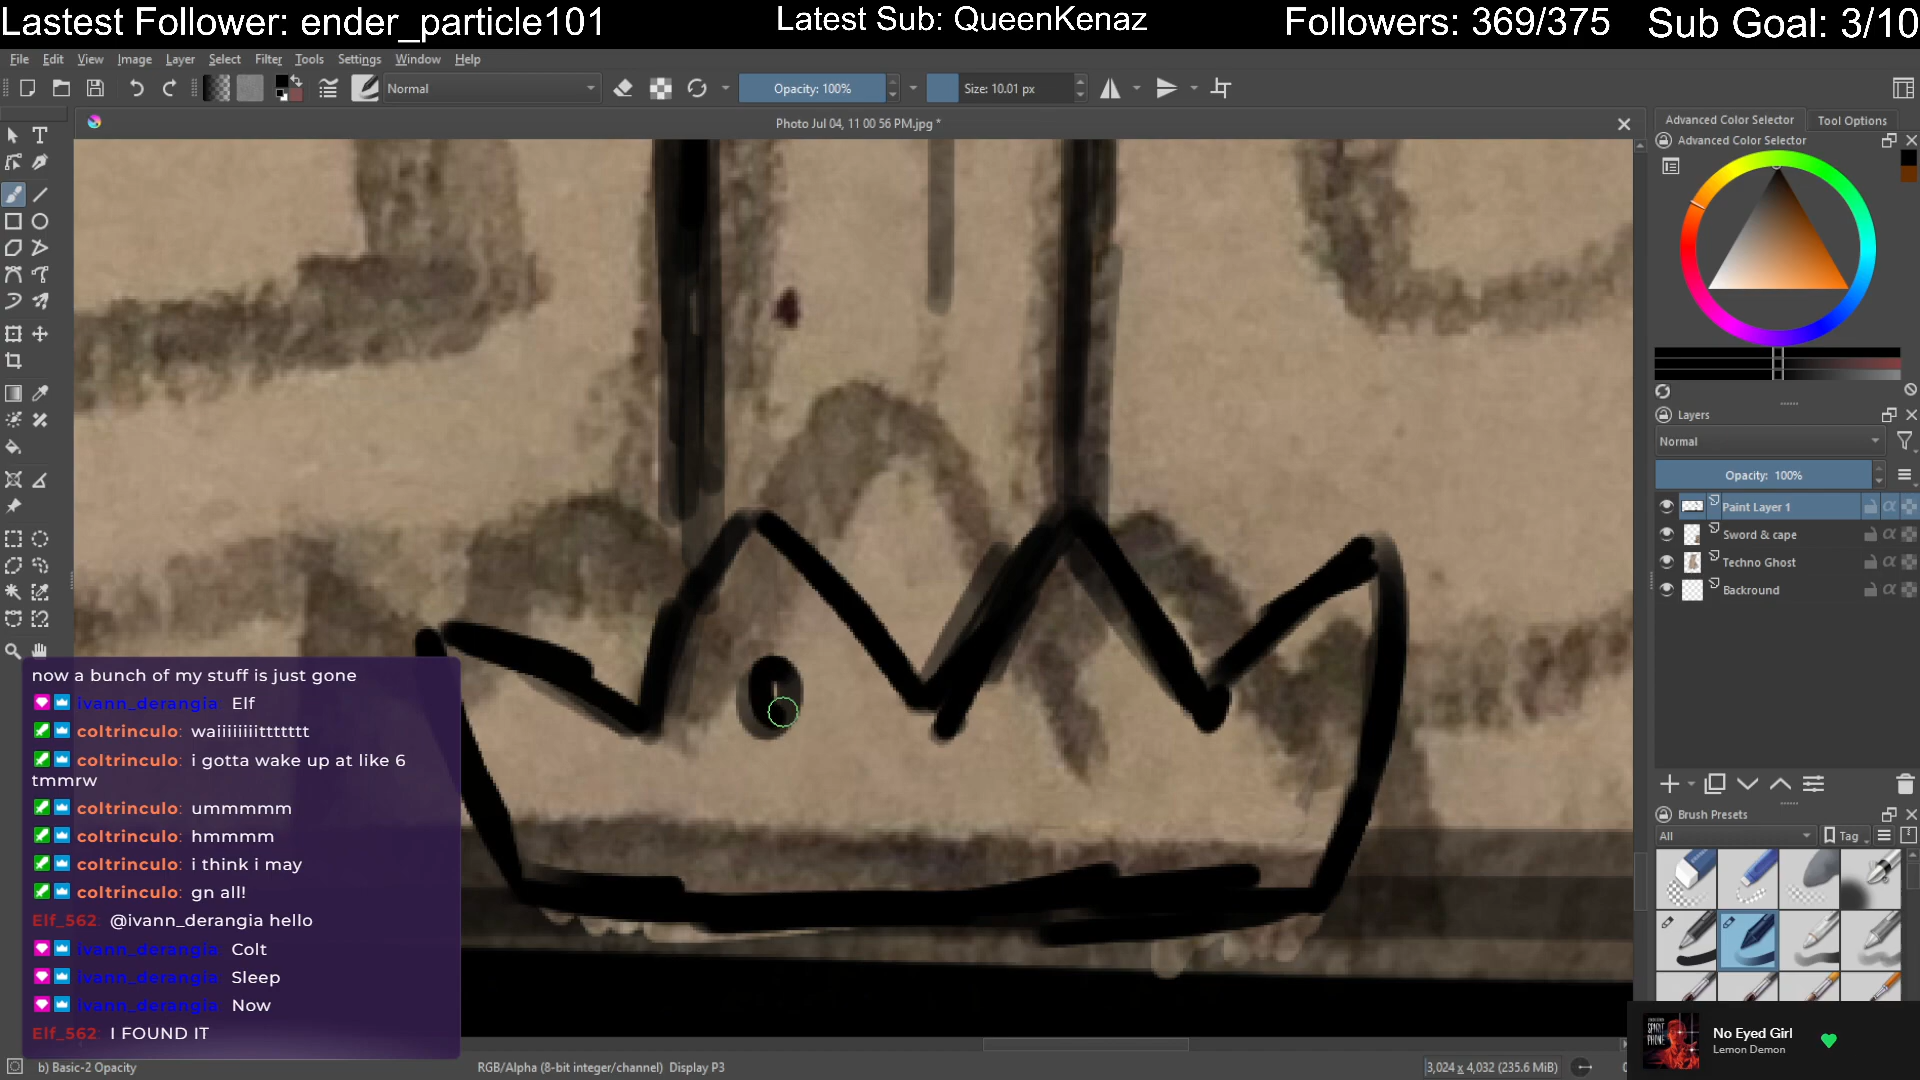 Lastest Follower: ender_particle101
Latest Sub: QueenKenaz
Followers: 369/375
Sub Goal: 3/10
File Edit View Image Layer Select Filter Tools Settings Window Help
Normal
Opacity: 100%
Size: 10.01 px
Photo Jul 04, 11 00 56 PM.jpg *
Advanced Color Selector
Tool Options
Advanced Color Selector
Layers
Normal
Opacity: 100%
Paint Layer 1
Sword & cape
Techno Ghost
Backround
Brush Presets
All
Tag
now a bunch of my stuff is just gone
ivann_derangia: Elf
coltrinculo: waiiiiiiittttttt
coltrinculo: i gotta wake up at like 6
tmmrw
coltrinculo: ummmmm
coltrinculo: hmmmm
coltrinculo: i think i may
coltrinculo: gn all!
Elf_562: @ivann_derangia hello
ivann_derangia: Colt
ivann_derangia: Sleep
ivann_derangia: Now
Elf_562: I FOUND IT
No Eyed Girl
Lemon Demon
b) Basic-2 Opacity
RGB/Alpha (8-bit integer/channel) Display P3
3,024 x 4,032 (235.6 MiB)